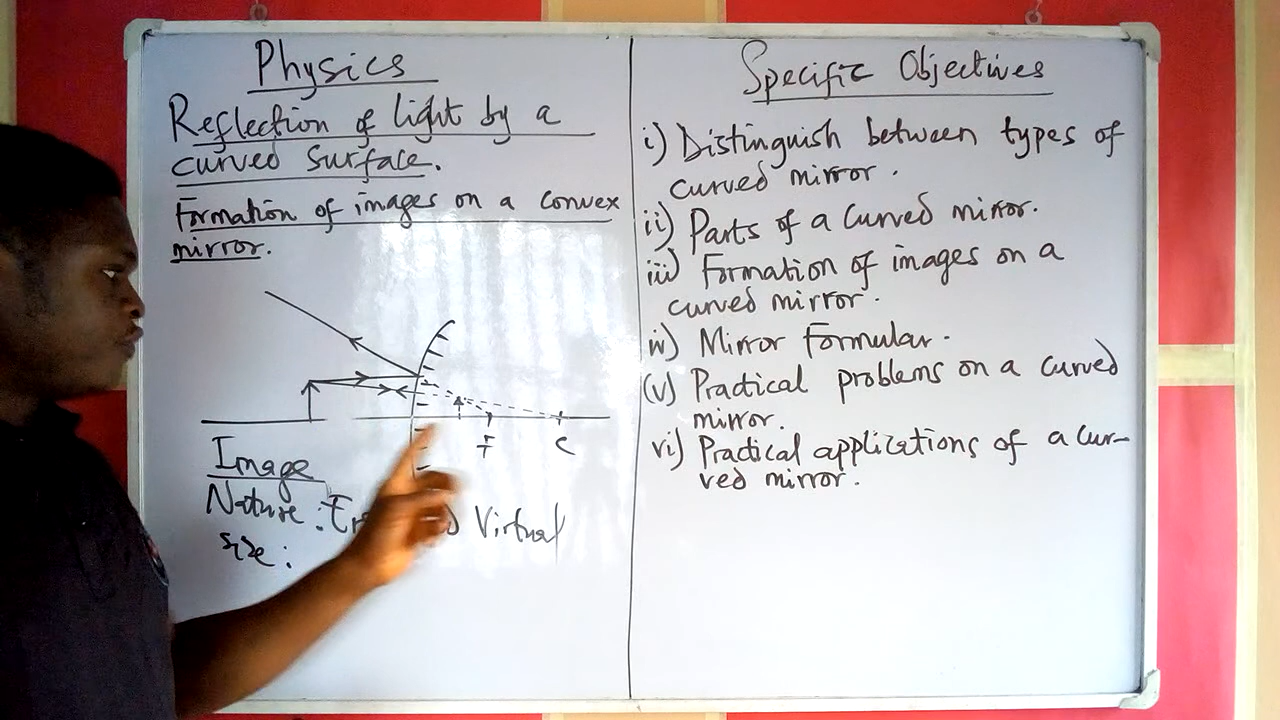 Physics
Reflection of light by a
curved surface.
Formation of images on a convex
mirror.
F
C
Image
Nature: Virtual
size:
Specific Objectives
i) Distinguish between types of
curved mirror.
ii) Parts of a curved mirror.
iii) Formation of images on a
curved mirror.
iv) Mirror Formular.
(v) Practical problems on a curved
mirror.
vi) Practical applications of a cur-
ved mirror.